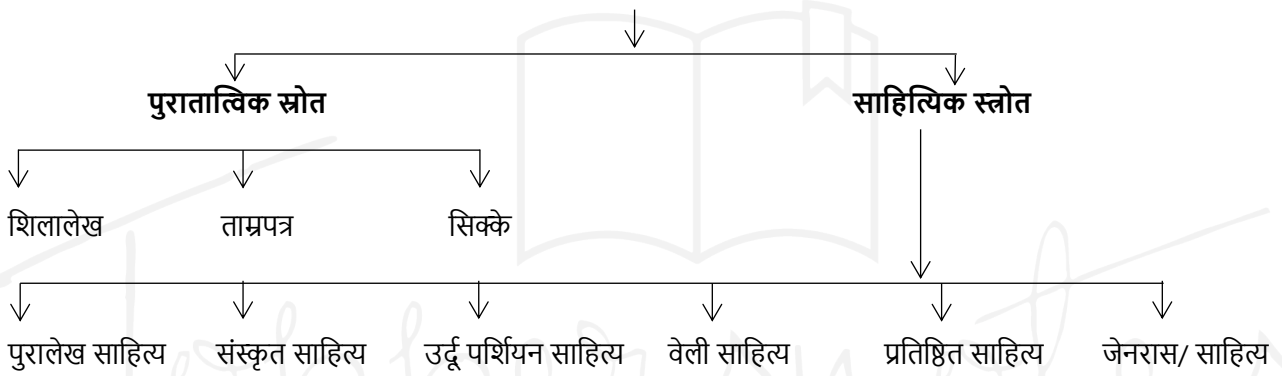 पुरातात्विक स्रोत साहित्यिक स्त्रोत
शिलालेख ताम्रपत्र सिक्के
पुरालेख साहित्य संस्कृत साहित्य उर्दू पर्शियन साहित्य वेली साहित्य प्रतिष्ठित साहित्य जेनरास/ साहित्य